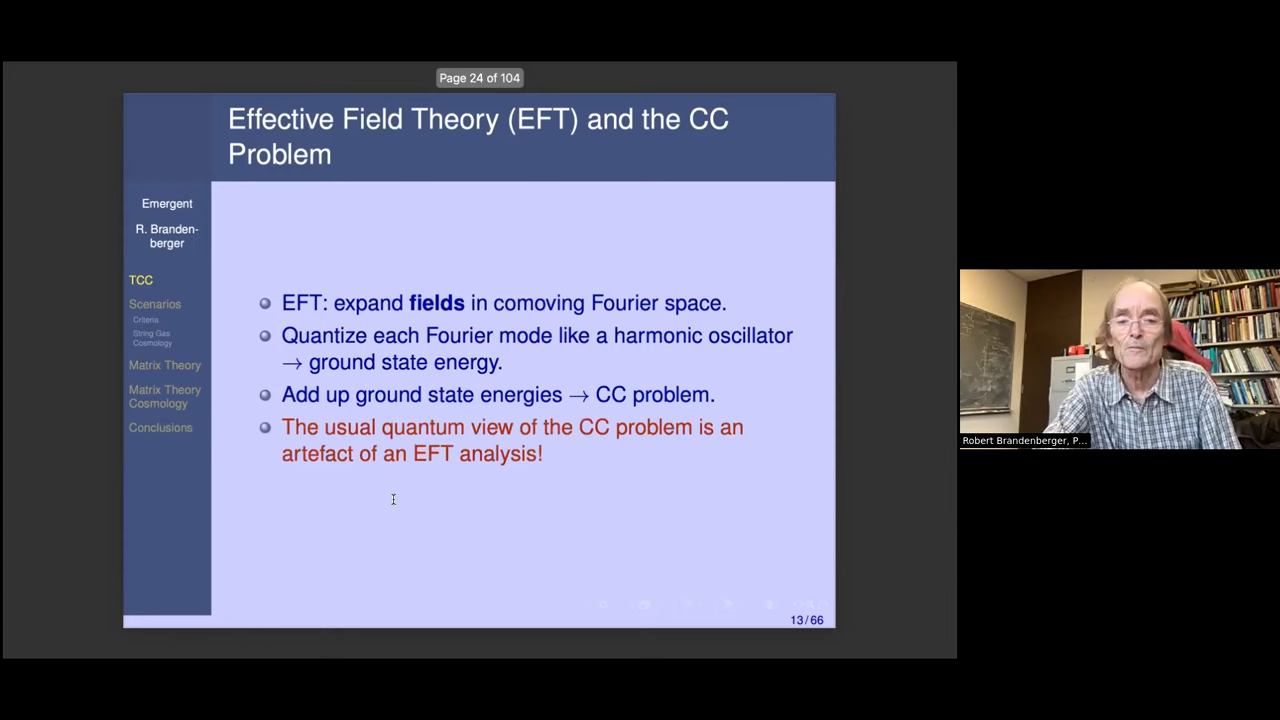 Page 24 of 104
Effective Field Theory (EFT) and the CC
Problem
Emergent
R. Branden-
berger
TCC
Scenarios
Criteria
String Gas
Cosmology
Matrix Theory
Matrix Theory
Cosmology
Conclusions
EFT: expand fields in comoving Fourier space.
Quantize each Fourier mode like a harmonic oscillator
→ ground state energy.
Add up ground state energies → CC problem.
The usual quantum view of the CC problem is an
artefact of an EFT analysis!
13/66
Robert Brandenberger, P...